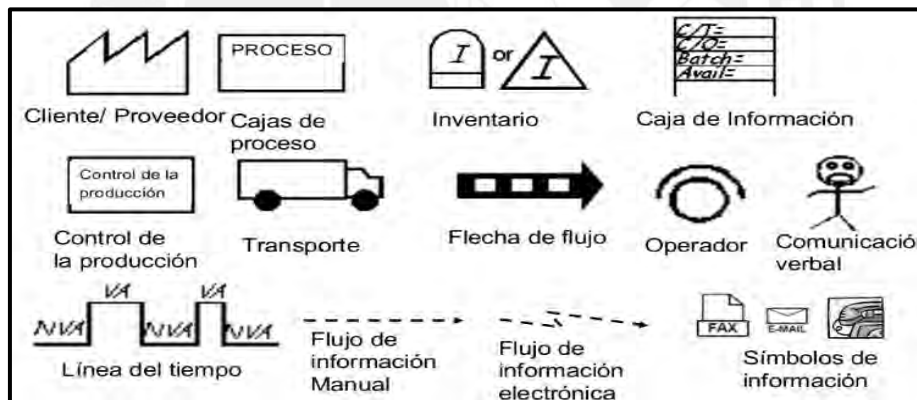 PROCESO
I or I
C/T=
C/O=
Batch=
Avail=
Cliente/ Proveedor
Cajas de
proceso
Inventario
Caja de Información
Control de la
producción
Control de
la producción
Transporte
Flecha de flujo
Operador
Comunicació
verbal
VA VA
NVA NVA NVA
Línea del tiempo
Flujo de
información
Manual
Flujo de
información
electrónica
FAX
E-MAIL
Símbolos de
información